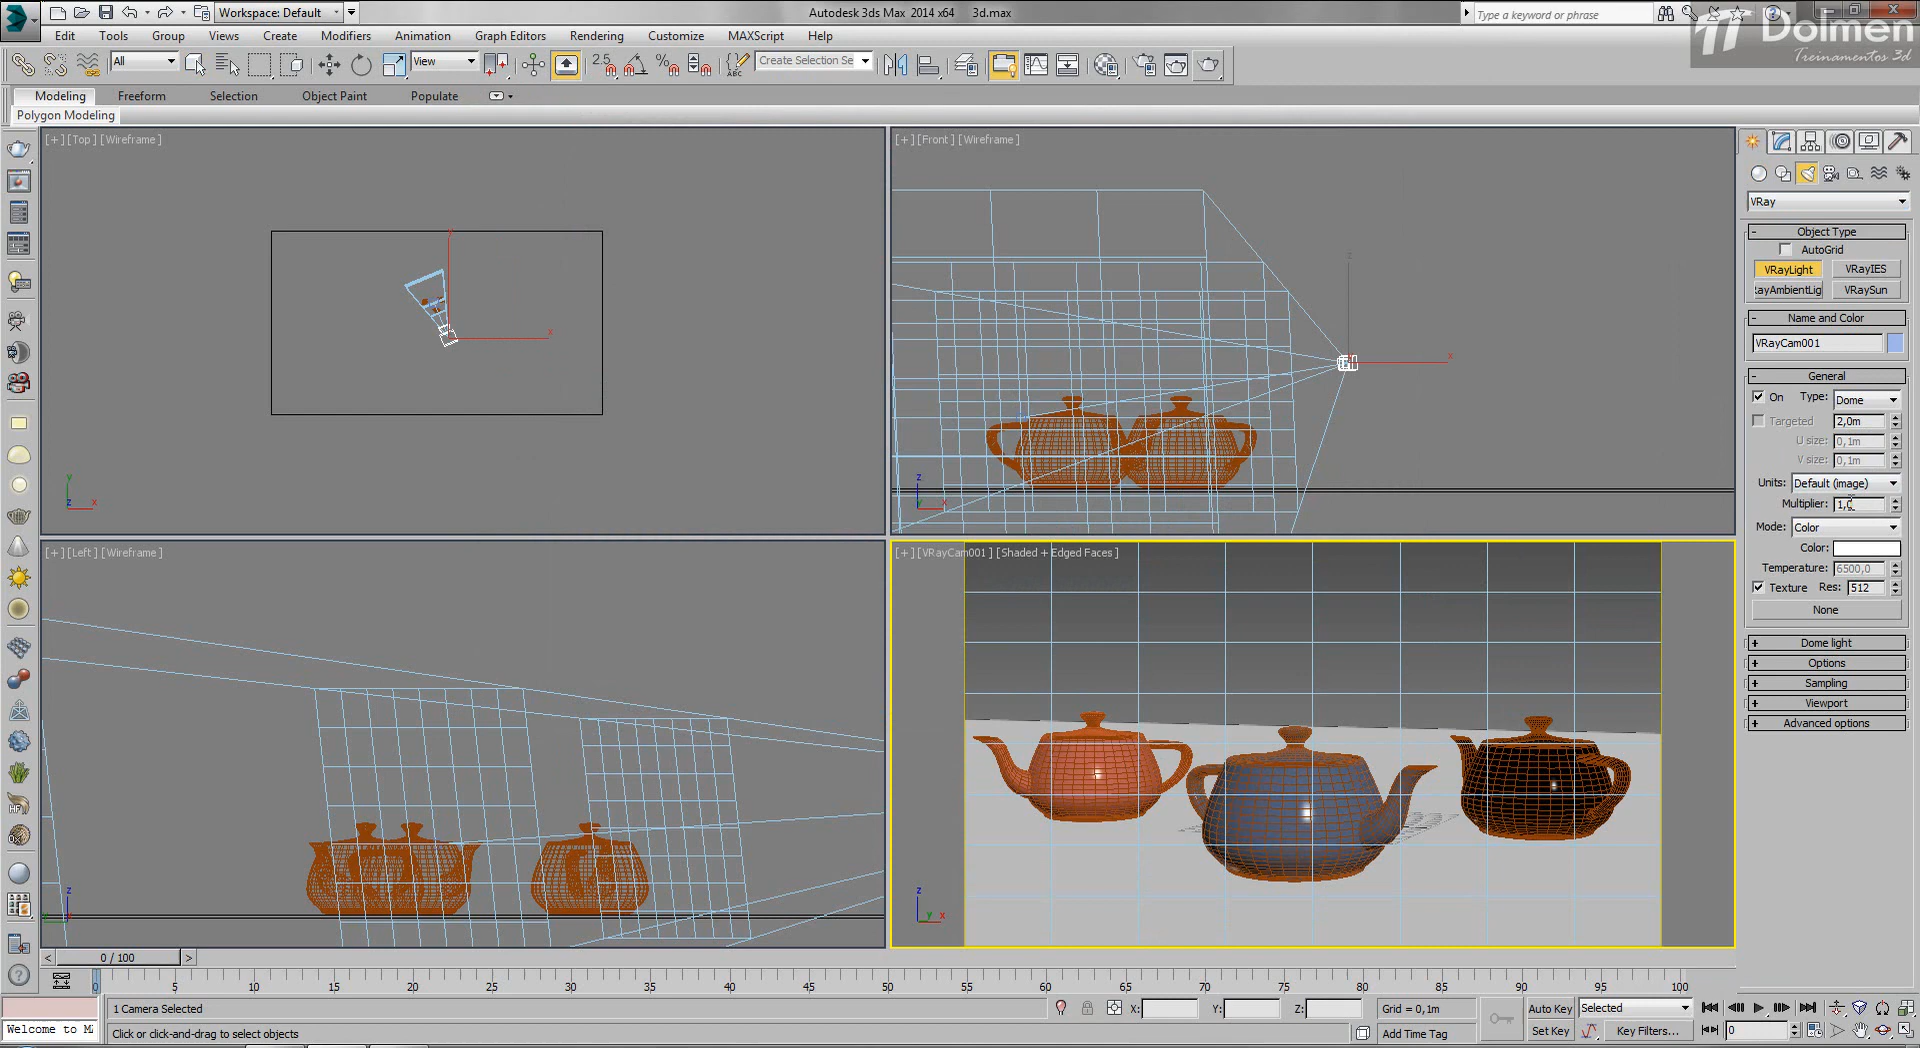 Workspace: Default
Autodesk 3ds Max 2014 x64 3d.max
Type a keyword or phrase
Dolmen
Treinamentos 3d
Edit Tools Group Views Create Modifiers Animation Graph Editors Rendering Customize MAXScript Help
All
View
2.5
Create Selection Se
Modeling Freeform Selection Object Paint Populate
Polygon Modeling
[+] [Top] [Wireframe]
[+] [Front] [Wireframe]
[+] [Left] [Wireframe]
[+] [VRayCam001] [Shaded + Edged Faces]
VRay
Object Type
AutoGrid
VRayLight VRayIES
rayAmbientLig VRaySun
Name and Color
VRayCam001
General
On Type: Dome
Targeted 2,0m
U size: 0,1m
V size: 0,1m
Units: Default (image)
Multiplier: 1,0
Mode: Color
Color:
Temperature: 6500,0
Texture Res: 512
None
Dome light
Options
Sampling
Viewport
Advanced options
0 / 100
0 5 10 15 20 25 30 35 40 45 50 55 60 65 70 75 80 85 90 95 100
1 Camera Selected
X: Y: Z: Grid = 0,1m
Auto Key Selected
Welcome to MA
Click or click-and-drag to select objects
Add Time Tag
Set Key Key Filters...
0